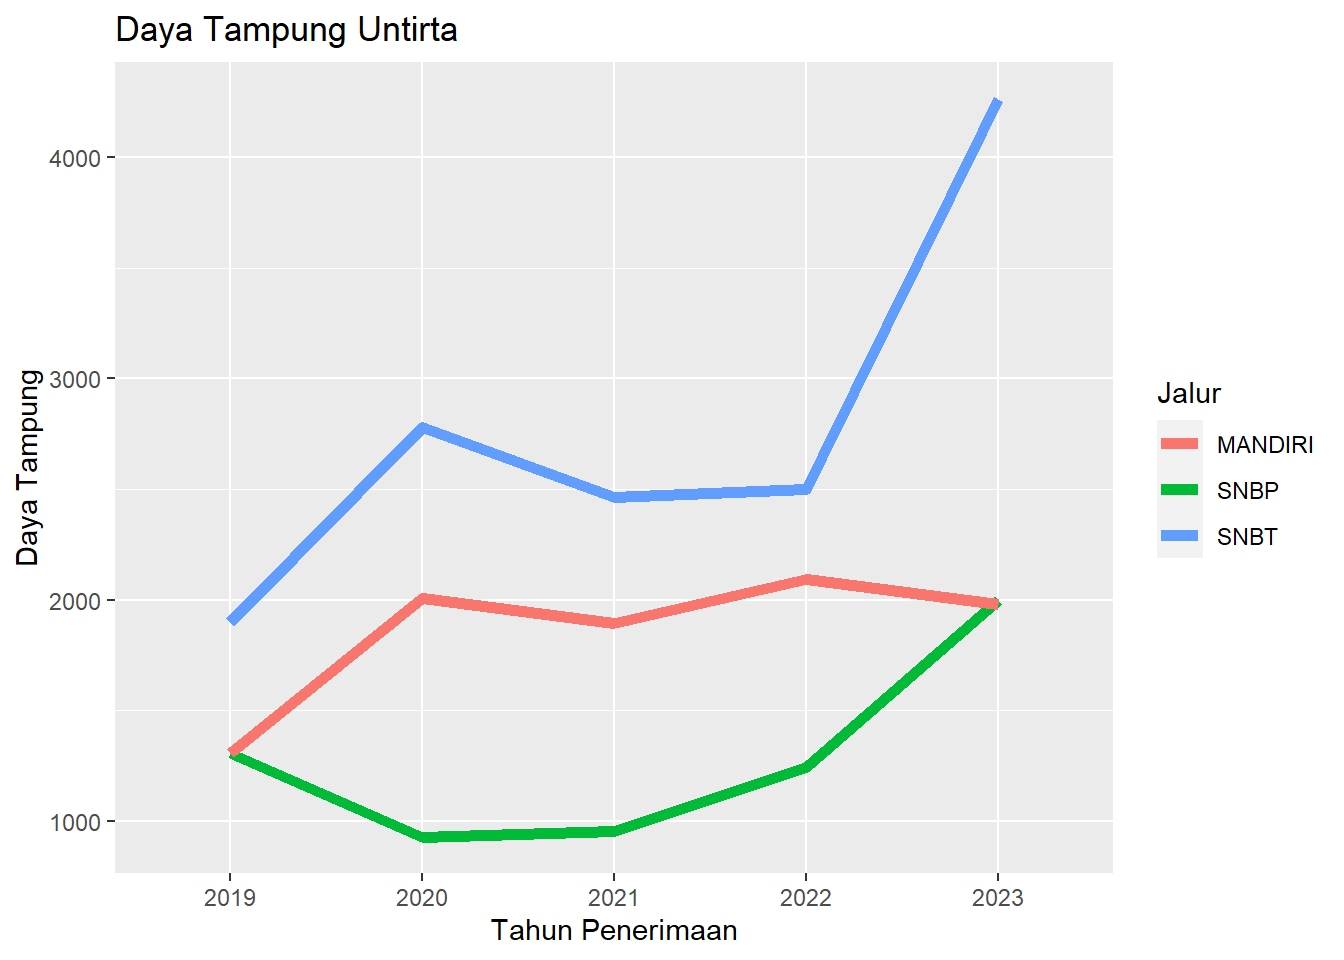 Daya Tampung Untirta
4000
3000
2000
1000
Daya Tampung
2019 2020 2021 2022 2023
Tahun Penerimaan
Jalur
MANDIRI
SNBP
SNBT